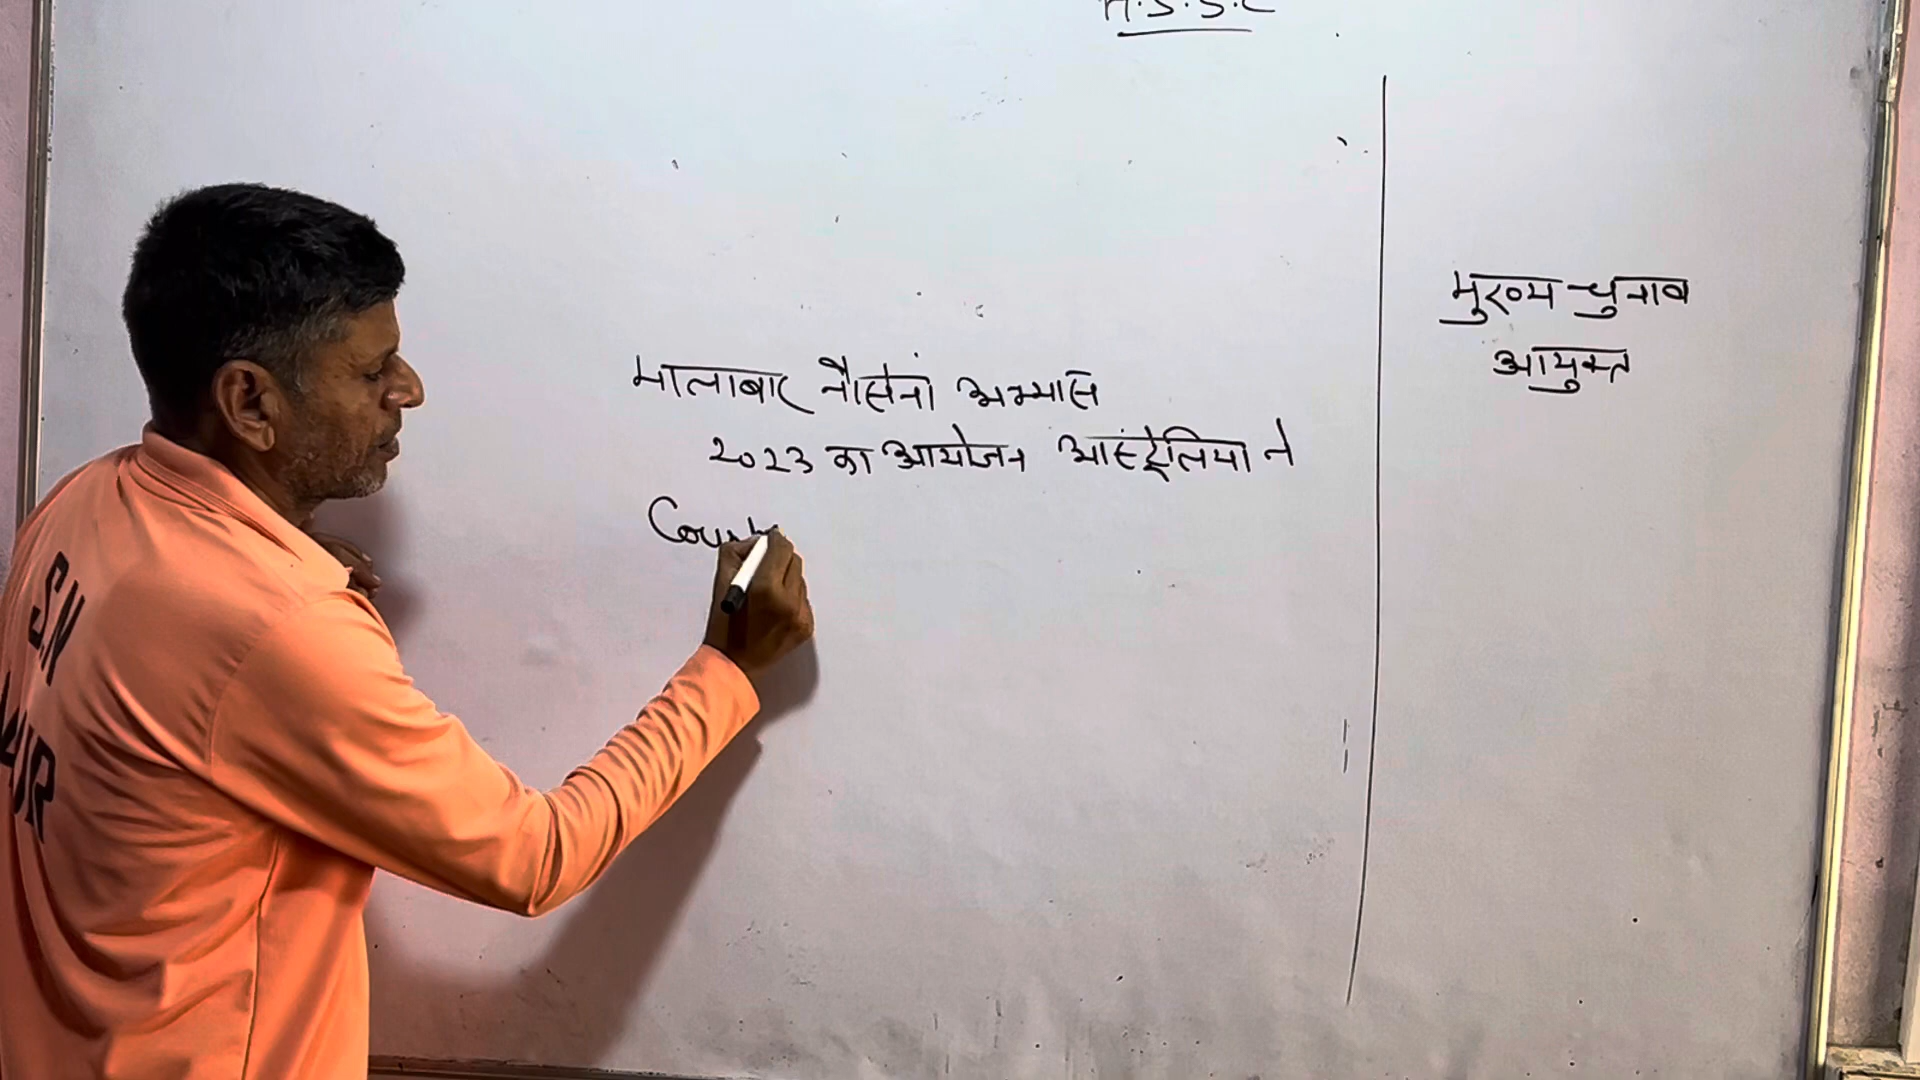 H.S.S.C
मालाबार नौसेना अभ्यास
2023 का आयोजन आस्ट्रेलिया ने
मुख्य चुनाव
आयुक्त
S.N